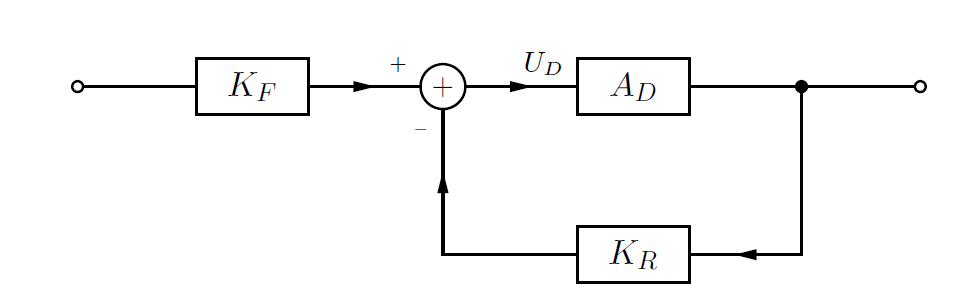 + U_D
K_F + A_D
−
K_R